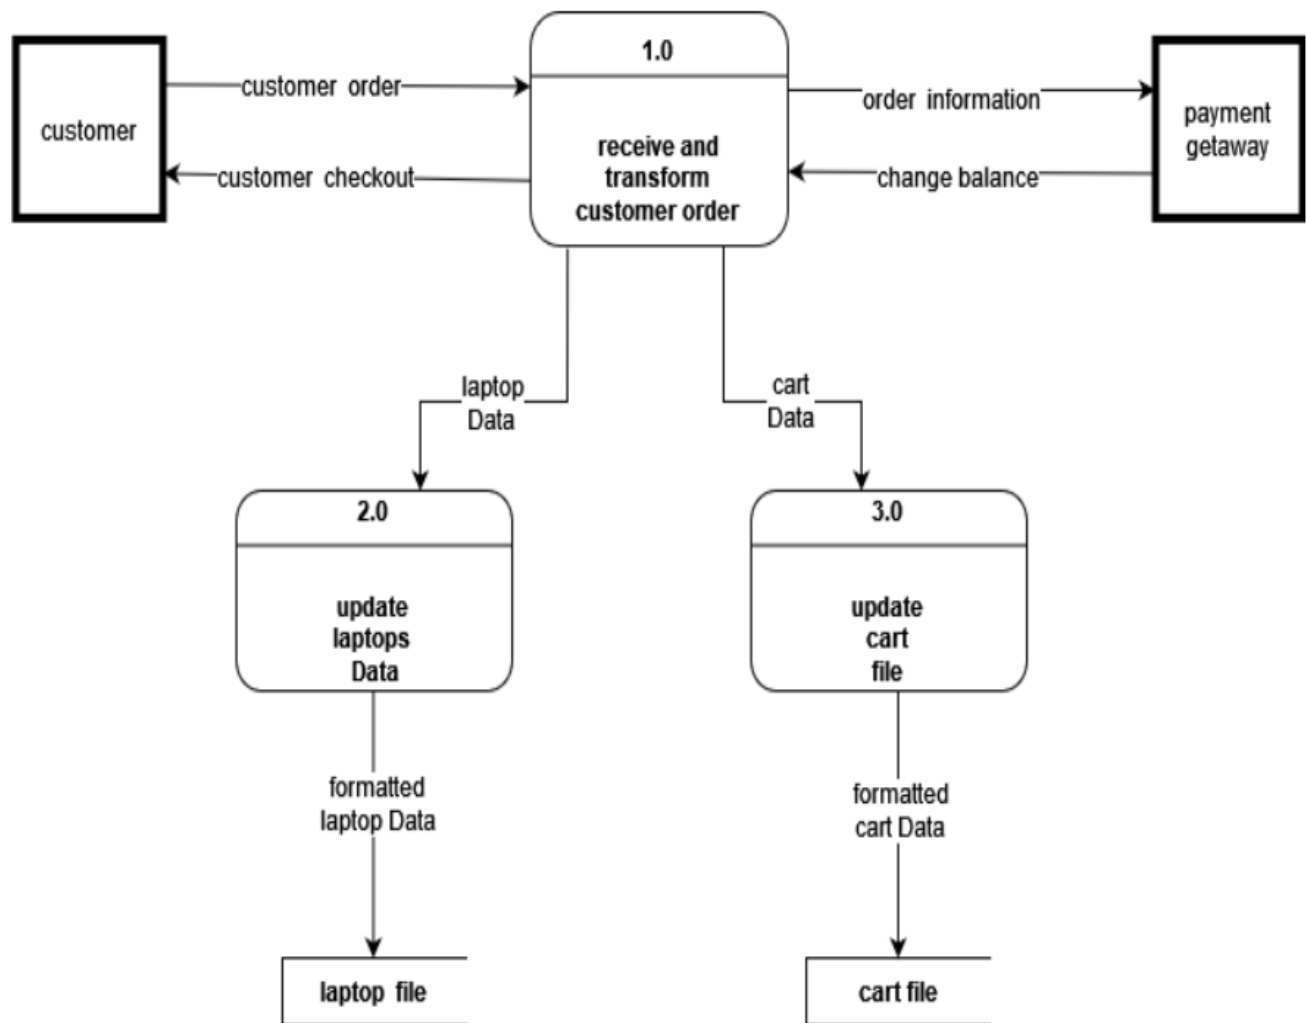 1.0
customer order
order information
customer
payment
getaway
receive and
transform
customer order
customer checkout
change balance
laptop
Data
cart
Data
2.0
3.0
update
laptops
Data
update
cart
file
formatted
laptop Data
formatted
cart Data
laptop file
cart file